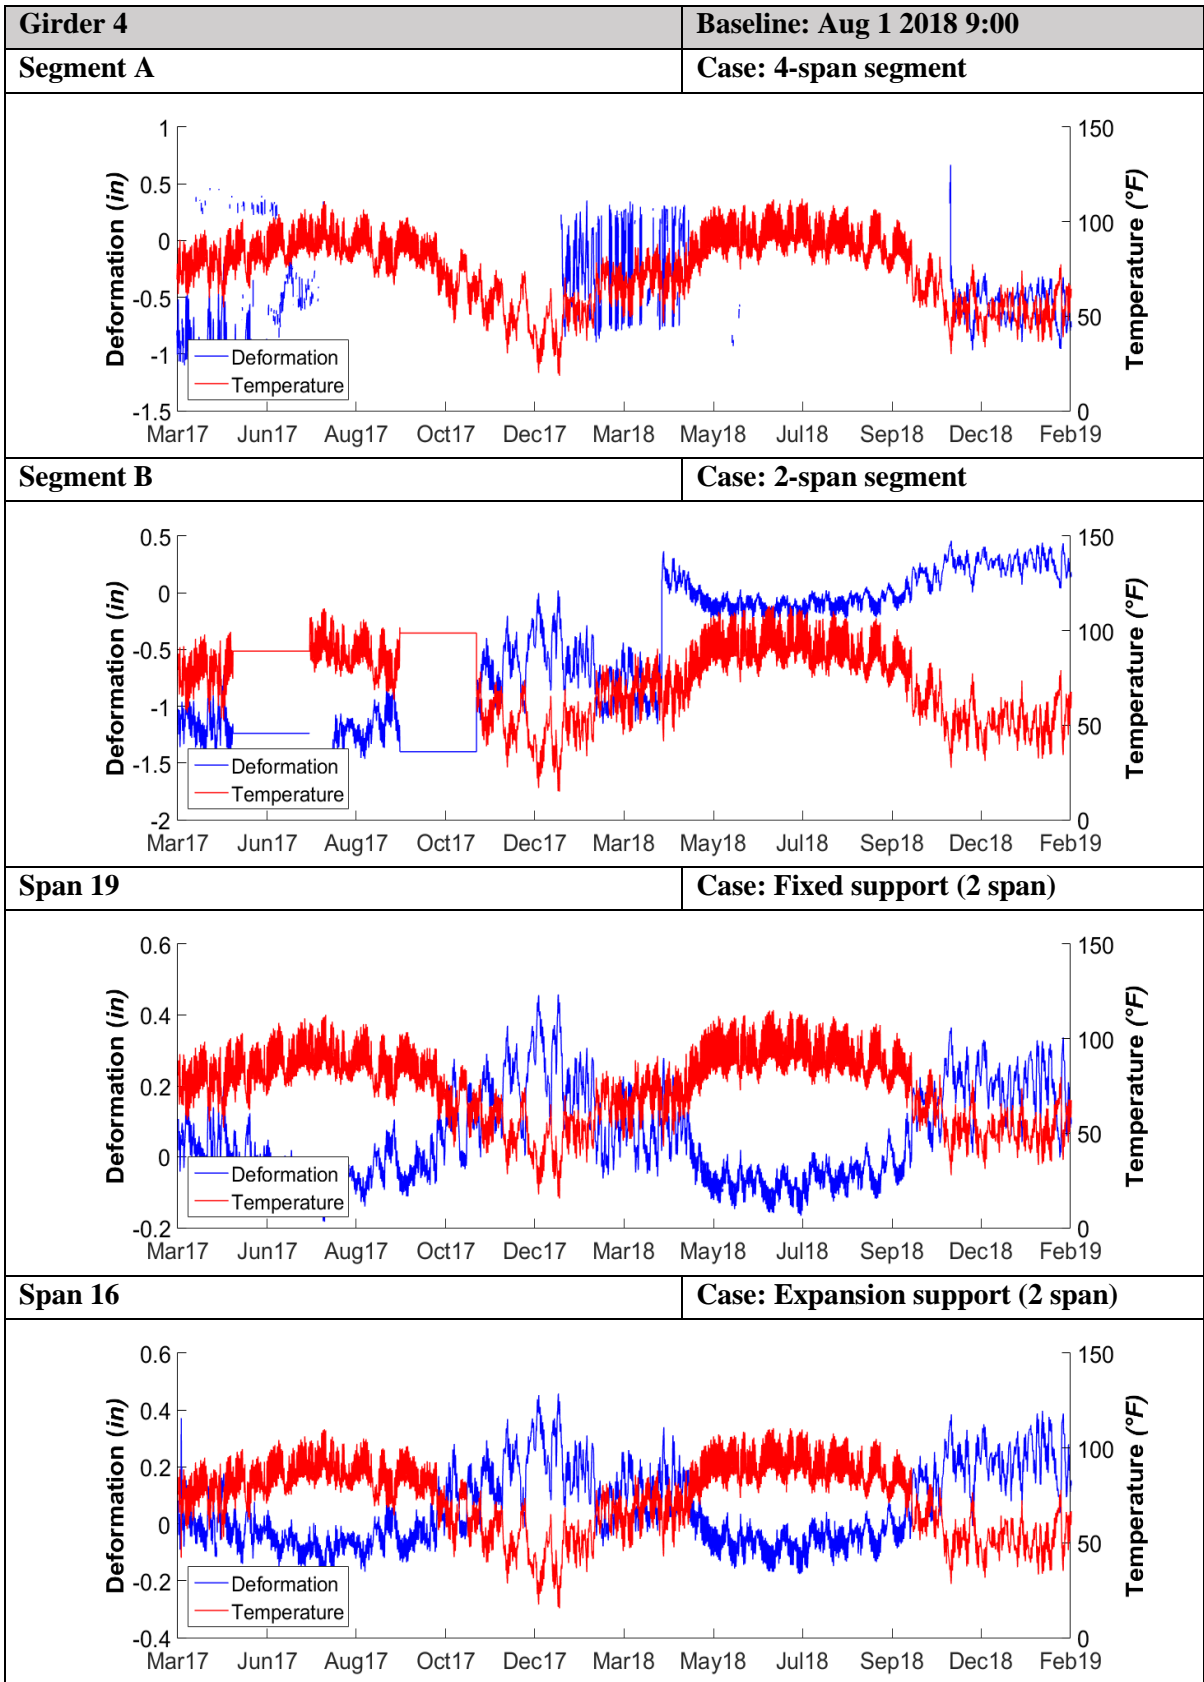 Girder 4 Baseline: Aug 1 2018 9:00
Segment A Case: 4-span segment
1
0.5
0
-0.5
-1
-1.5
Deformation (in)
150
100
50
0
Temperature (°F)
Deformation
Temperature
Mar17 Jun17 Aug17 Oct17 Dec17 Mar18 May18 Jul18 Sep18 Dec18 Feb19
Segment B Case: 2-span segment
0.5
0
-0.5
-1
-1.5
-2
Deformation (in)
150
100
50
0
Temperature (°F)
Deformation
Temperature
Mar17 Jun17 Aug17 Oct17 Dec17 Mar18 May18 Jul18 Sep18 Dec18 Feb19
Span 19 Case: Fixed support (2 span)
0.6
0.4
0.2
0
-0.2
Deformation (in)
150
100
50
0
Temperature (°F)
Deformation
Temperature
Mar17 Jun17 Aug17 Oct17 Dec17 Mar18 May18 Jul18 Sep18 Dec18 Feb19
Span 16 Case: Expansion support (2 span)
0.6
0.4
0.2
0
-0.2
-0.4
Deformation (in)
150
100
50
0
Temperature (°F)
Deformation
Temperature
Mar17 Jun17 Aug17 Oct17 Dec17 Mar18 May18 Jul18 Sep18 Dec18 Feb19